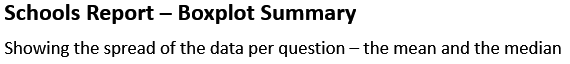 Schools Report – Boxplot Summary
Showing the spread of the data per question – the mean and the median